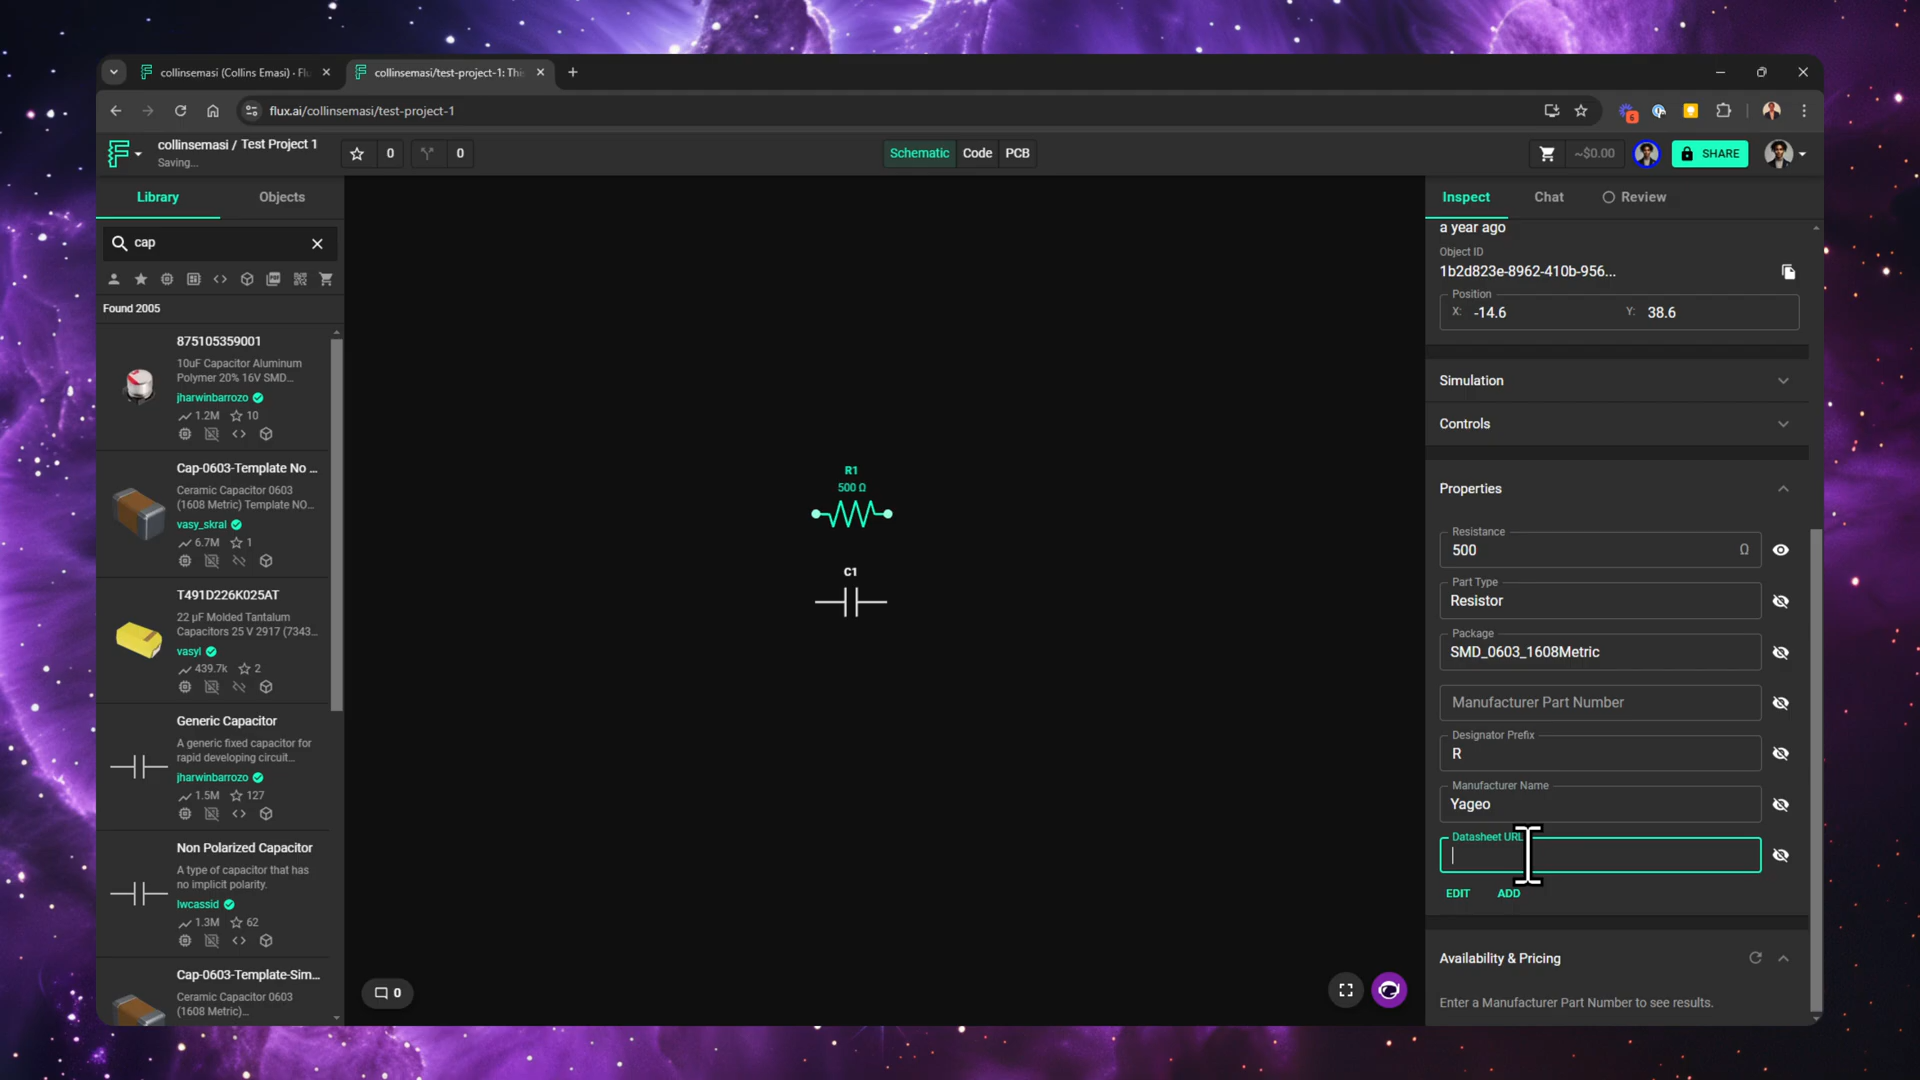 collinsemasi (Collins Emasi) · Flu
collinsemasi/test-project-1: This
flux.ai/collinsemasi/test-project-1
6
collinsemasi / Test Project 1
Saving...
0
0
Schematic
Code
PCB
~$0.00
SHARE
Library
Objects
cap
Found 2005
875105359001
10uF Capacitor Aluminum
Polymer 20% 16V SMD...
jharwinbarrozo
1.2M
10
Cap-0603-Template No ...
Ceramic Capacitor 0603
(1608 Metric) Template NO...
vasy_skral
6.7M
1
T491D226K025AT
22 µF Molded Tantalum
Capacitors 25 V 2917 (7343...
vasyl
439.7k
2
Generic Capacitor
A generic fixed capacitor for
rapid developing circuit...
jharwinbarrozo
1.5M
127
Non Polarized Capacitor
A type of capacitor that has
no implicit polarity.
lwcassid
1.3M
62
Cap-0603-Template-Sim...
Ceramic Capacitor 0603
(1608 Metric)...
R1
500 Ω
C1
0
Inspect
Chat
Review
a year ago
Object ID
1b2d823e-8962-410b-956...
Position
X: -14.6
Y: 38.6
Simulation
Controls
Properties
Resistance
500
Ω
Part Type
Resistor
Package
SMD_0603_1608Metric
Manufacturer Part Number
Designator Prefix
R
Manufacturer Name
Yageo
Datasheet URL
EDIT
ADD
Availability & Pricing
Enter a Manufacturer Part Number to see results.